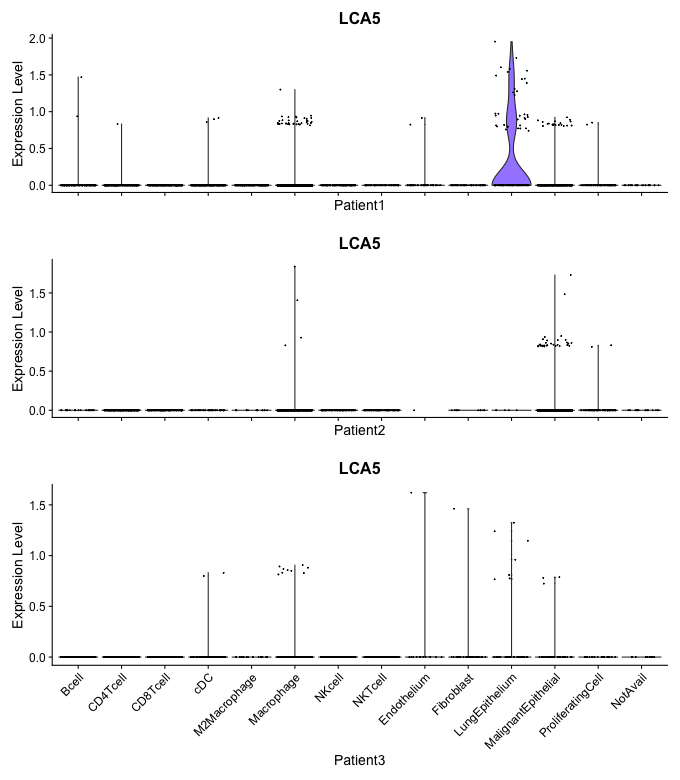 LCA5
2.0
1.5
1.0
0.5
0.0
Expression Level
Patient1
LCA5
1.5
1.0
0.5
0.0
Expression Level
Patient2
LCA5
1.5
1.0
0.5
0.0
Expression Level
Bcell
CD4Tcell
CD8Tcell
cDC
M2Macrophage
Macrophage
NKcell
NKTcell
Endothelium
Fibroblast
LungEpithelium
MalignantEpithelial
ProliferatingCell
NotAvail
Patient3